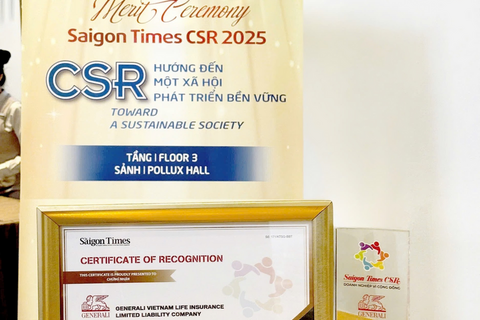 Merit Ceremony
Saigon Times CSR 2025
CSR
HƯỚNG ĐẾN
MỘT XÃ HỘI
PHÁT TRIỂN BỀN VỮNG
TOWARD
A SUSTAINABLE SOCIETY
TẦNG | FLOOR 3
SẢNH | POLLUX HALL
The Saigon Times
CERTIFICATE OF RECOGNITION
THIS CERTIFICATE IS PROUDLY PRESENTED TO
CHỨNG NHẬN
GENERALI
GENERALI VIETNAM LIFE INSURANCE
LIMITED LIABILITY COMPANY
Saigon Times CSR
DOANH NGHIỆP VÌ CỘNG ĐỒNG
GENERALI